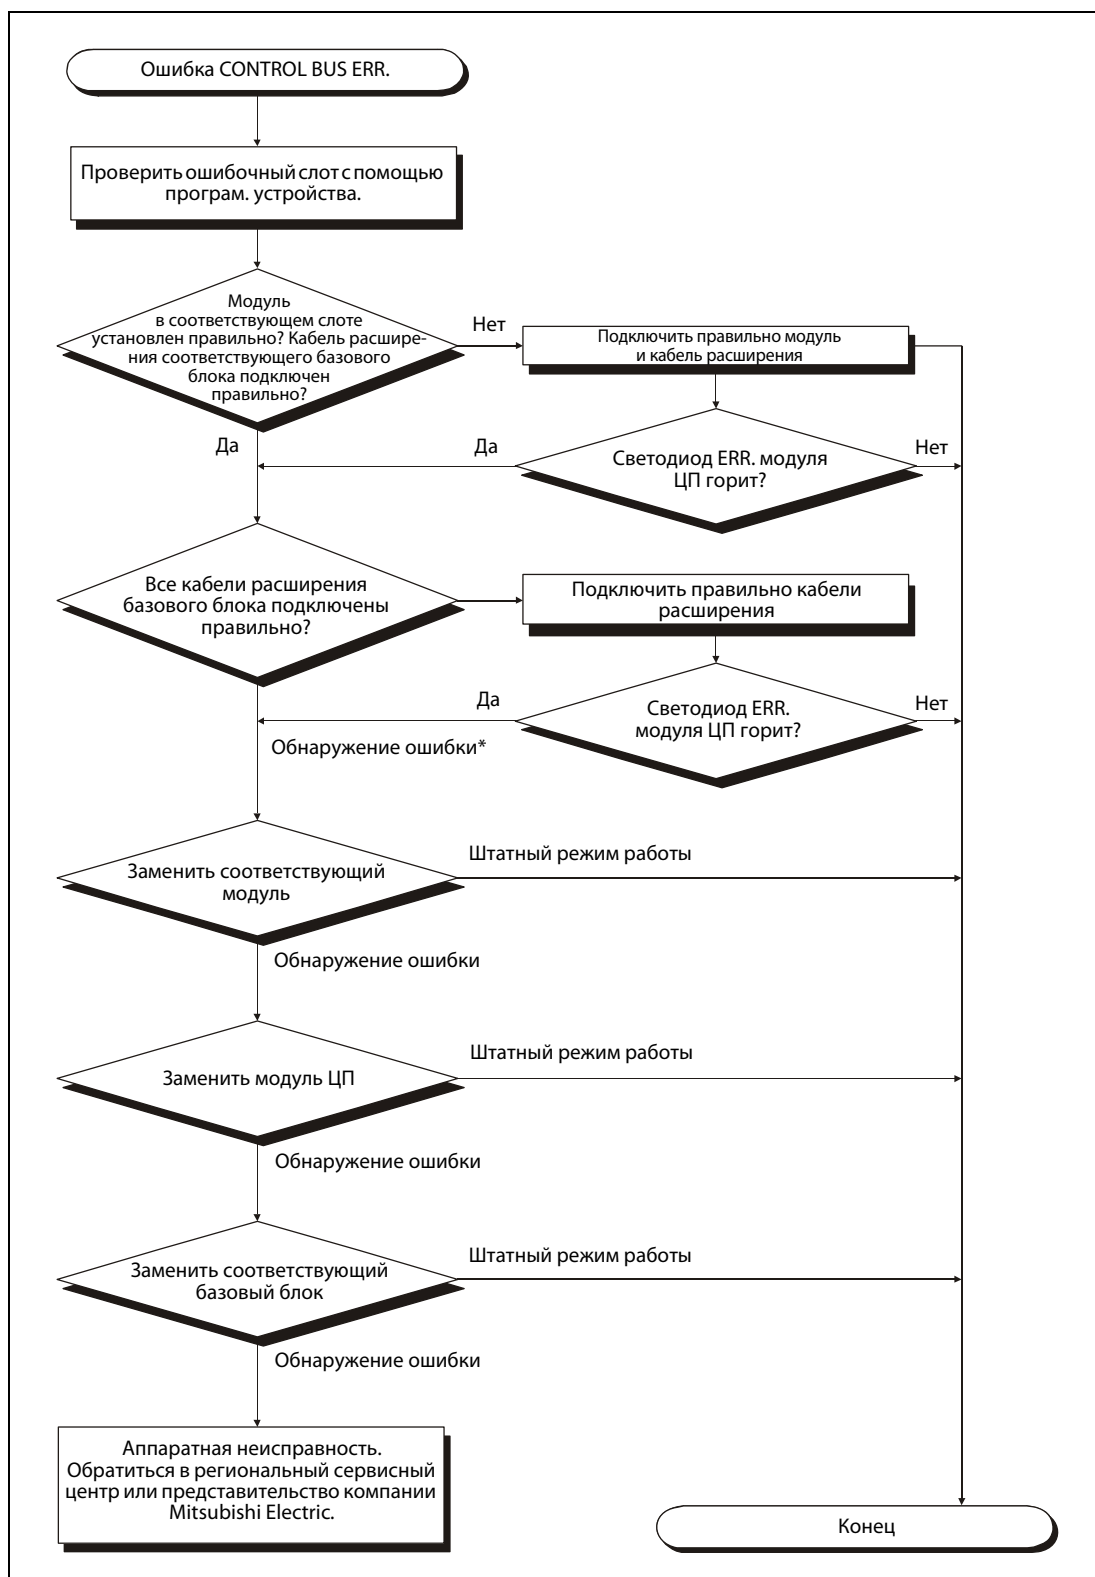 Ошибка CONTROL BUS ERR.
Проверить ошибочный слот с помощью
програм. устройства.
Модуль
в соответствующем слоте
установлен правильно? Кабель расшире-
ния соответствующего базового
блока подключен
правильно?
Нет
Подключить правильно модуль
и кабель расширения
Да
Да
Светодиод ERR. модуля
ЦП горит?
Нет
Все кабели расширения
базового блока подключены
правильно?
Подключить правильно кабели
расширения
Да
Светодиод ERR.
модуля ЦП горит?
Нет
Обнаружение ошибки*
Заменить соответствующий
модуль
Штатный режим работы
Обнаружение ошибки
Заменить модуль ЦП
Штатный режим работы
Обнаружение ошибки
Заменить соответствующий
базовый блок
Штатный режим работы
Обнаружение ошибки
Аппаратная неисправность.
Обратиться в региональный сервисный
центр или представительство компании
Mitsubishi Electric.
Конец